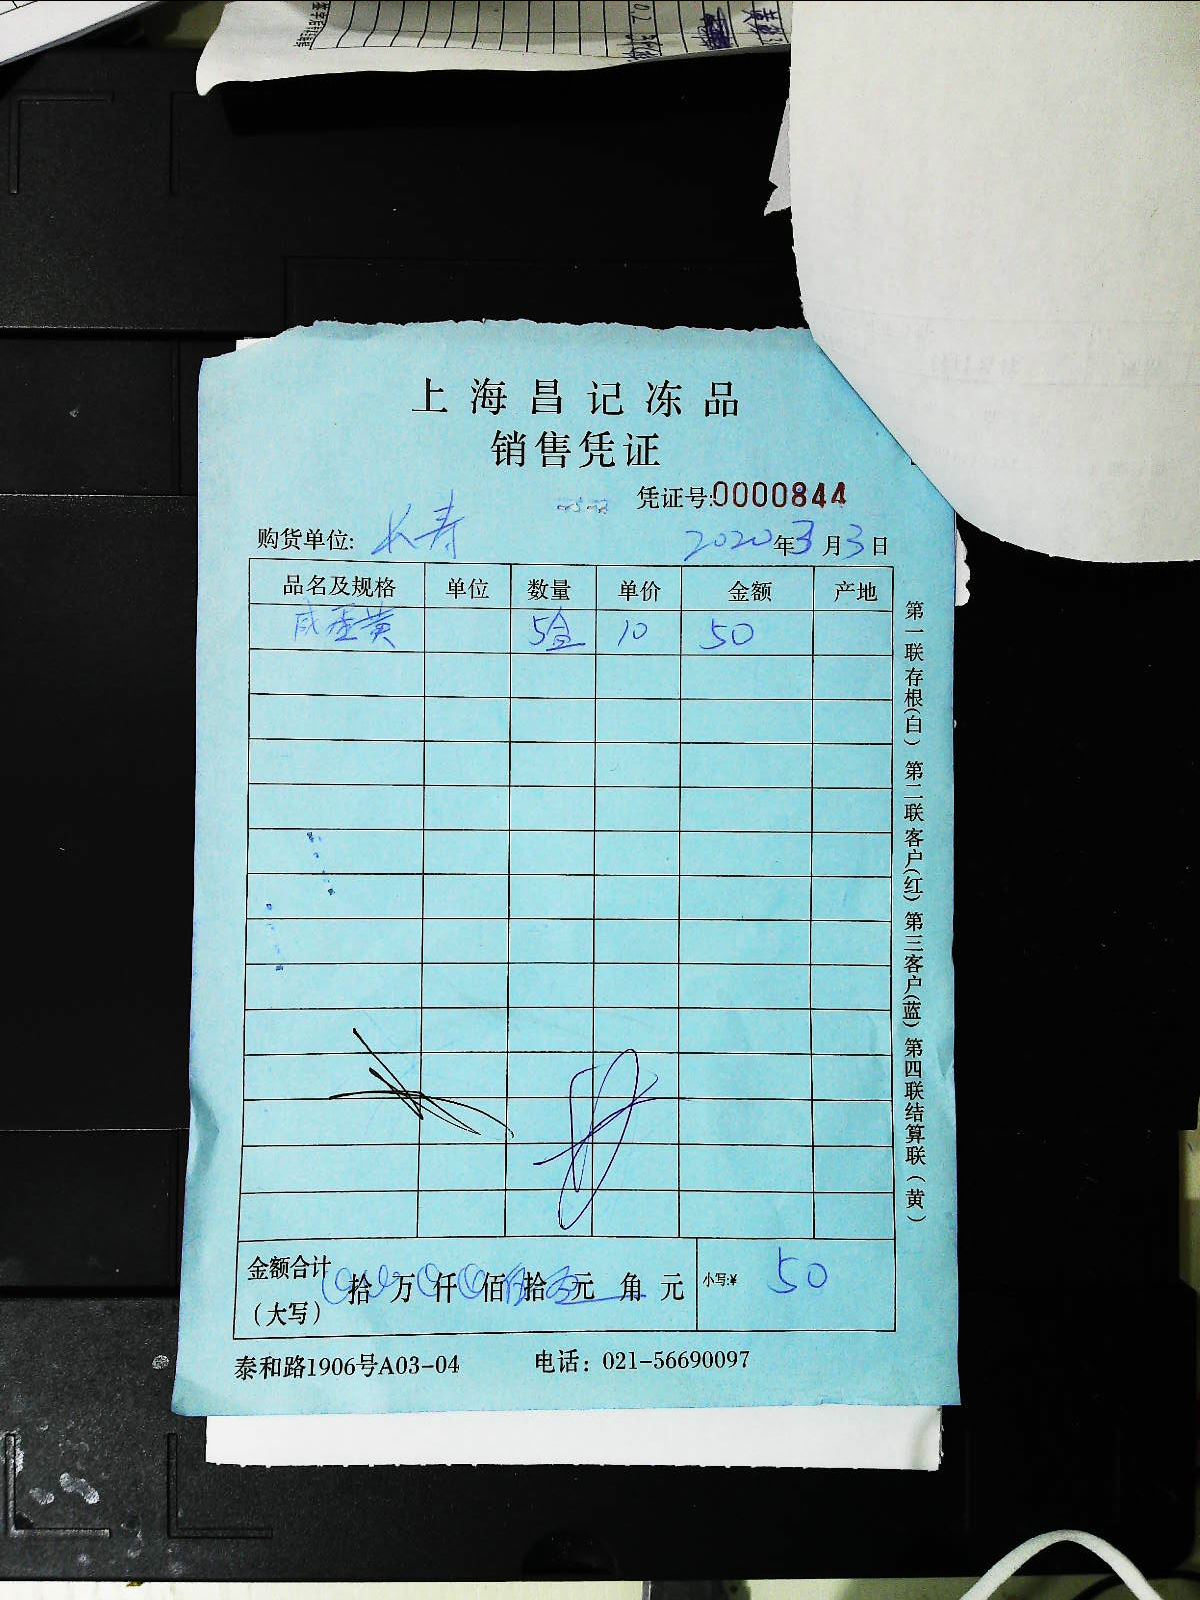 上海昌记冻品
销售凭证
凭证号:0000844
购货单位: 长寿 2020年3月3日
品名及规格 单位 数量 单价 金额 产地
咸蛋黄 5盒 10 50
第一联存根(白) 第二联客户(红) 第三客户(蓝) 第四联结算联(黄)
金额合计 拾 万 仟 佰 拾 元 角 元 小写:¥ 50
(大写)
泰和路1906号A03-04 电话: 021-56690097